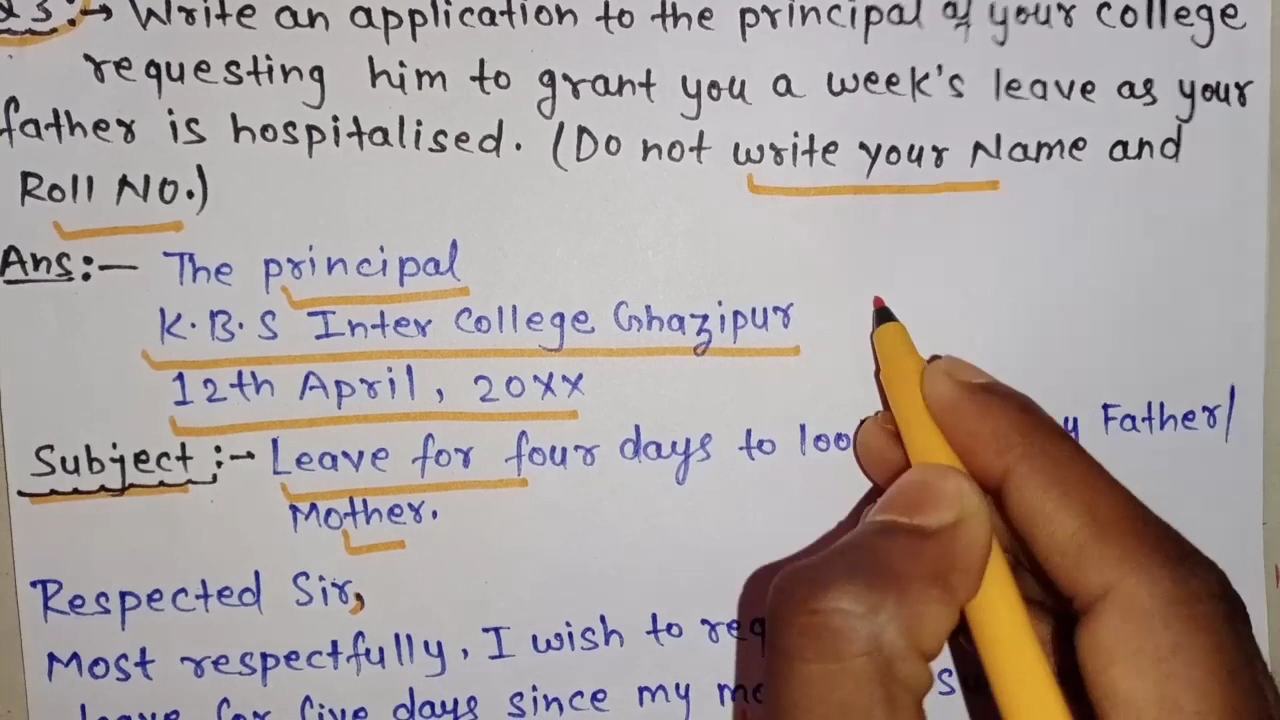 Q 3:→ Write an application to the principal of your college
requesting him to grant you a week's leave as your
father is hospitalised. (Do not write your Name and
Roll No.)
Ans:— The principal
K.B.S Inter College Ghazipur
12th April, 20xx
Subject:→ Leave for four days to Father/
Mother.
Respected Sir,
Most respectfully, I wish to
leave for five days since my